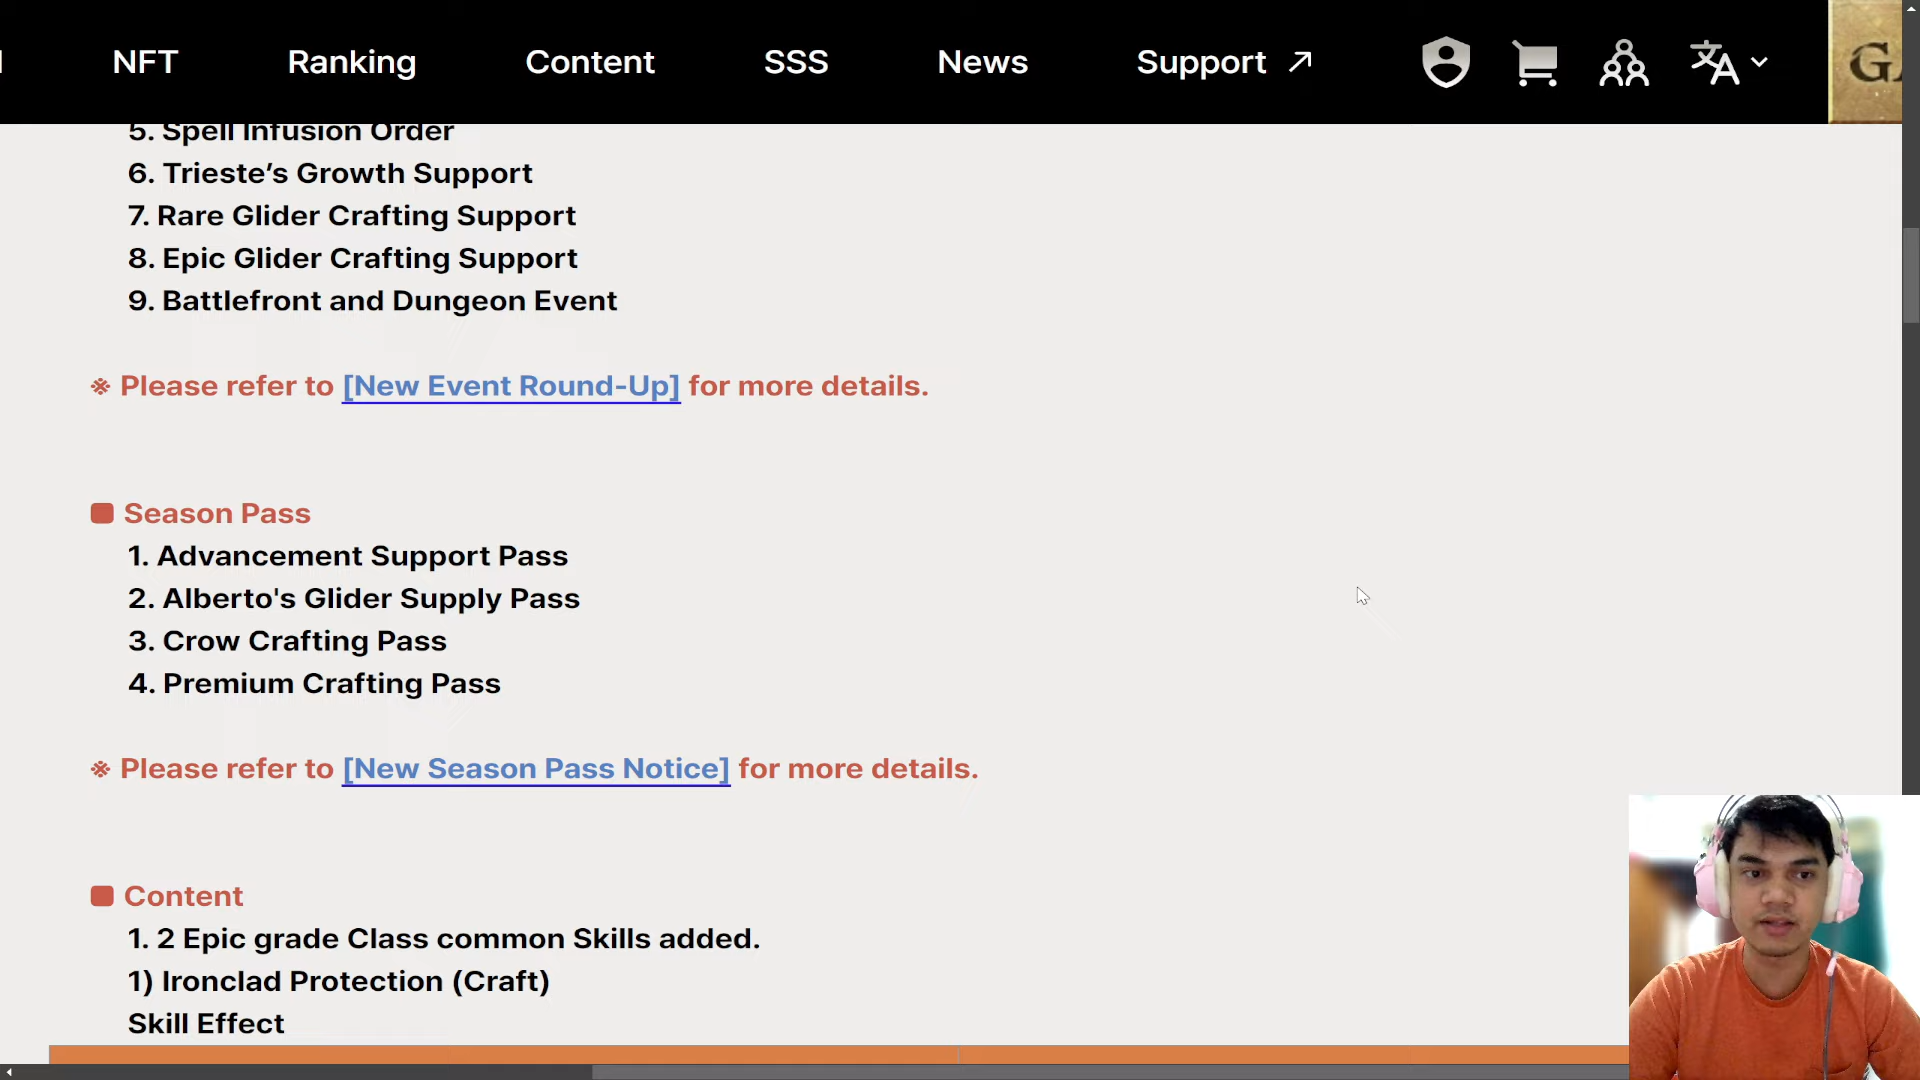 NFT Ranking Content SSS News Support
5. Spell Infusion Order
6. Trieste’s Growth Support
7. Rare Glider Crafting Support
8. Epic Glider Crafting Support
9. Battlefront and Dungeon Event
※ Please refer to [New Event Round-Up] for more details.
Season Pass
1. Advancement Support Pass
2. Alberto's Glider Supply Pass
3. Crow Crafting Pass
4. Premium Crafting Pass
※ Please refer to [New Season Pass Notice] for more details.
Content
1. 2 Epic grade Class common Skills added.
1) Ironclad Protection (Craft)
Skill Effect